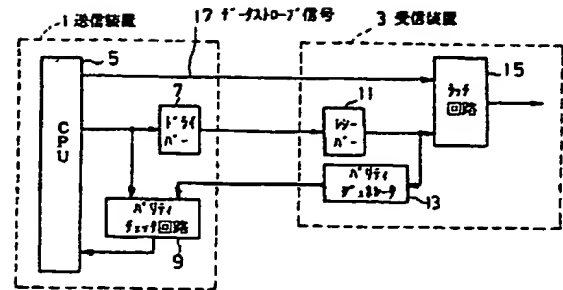 1 送信装置
17 データストローブ信号
3 受信装置
5
CPU
7
ドライ
バー
11
レシー
バー
15
ラッチ
回路
パリティ
チェック回路
9
パリティ
ジェネレータ
13